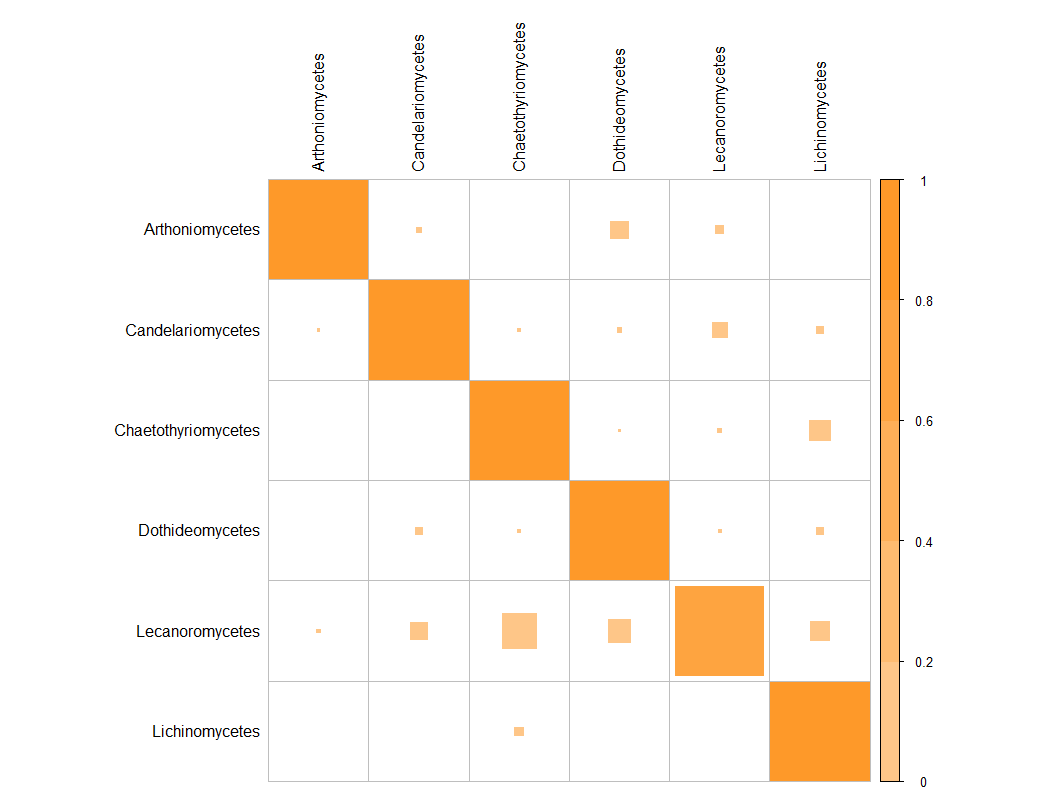 Arthoniomycetes
Candelariomycetes
Chaetothyriomycetes
Dothideomycetes
Lecanoromycetes
Lichinomycetes
Arthoniomycetes
Candelariomycetes
Chaetothyriomycetes
Dothideomycetes
Lecanoromycetes
Lichinomycetes
1
0.8
0.6
0.4
0.2
0